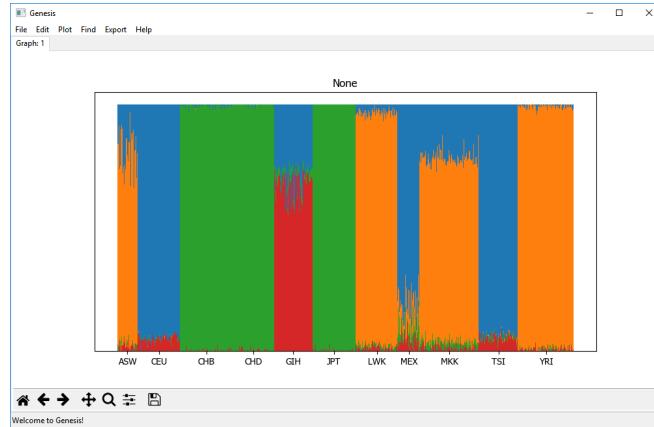 Genesis
File Edit Plot Find Export Help
Graph: 1
None
ASW CEU CHB CHD GIH JPT LWK MEX MKK TSI YRI
Welcome to Genesis!